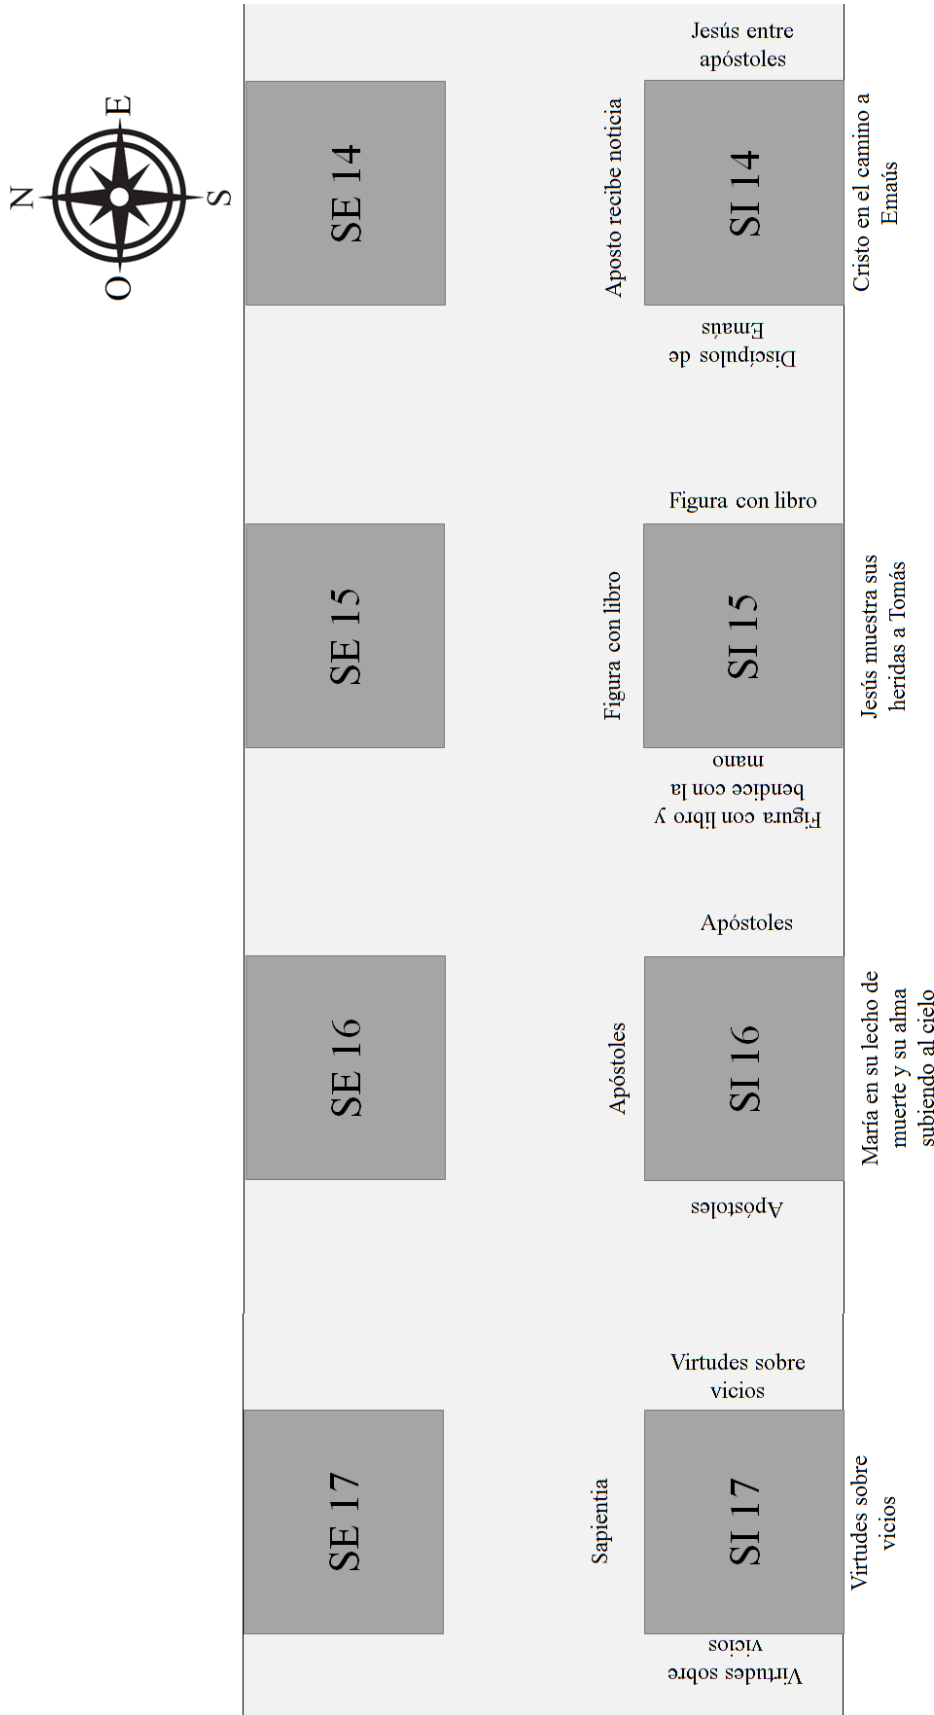 N
E
S
O
SE 14
Jesús entre
apóstoles
Aposto recibe noticia
SI 14
Cristo en el camino a
Emaús
Discípulos de
Emaús
SE 15
Figura con libro
Figura con libro
SI 15
Jesús muestra sus
heridas a Tomás
Figura con libro y
bendice con la
mano
SE 16
Apóstoles
Apóstoles
SI 16
María en su lecho de
muerte y su alma
subiendo al cielo
Apóstoles
SE 17
Virtudes sobre
vicios
Sapientia
SI 17
Virtudes sobre
vicios
Virtudes sobre
vicios